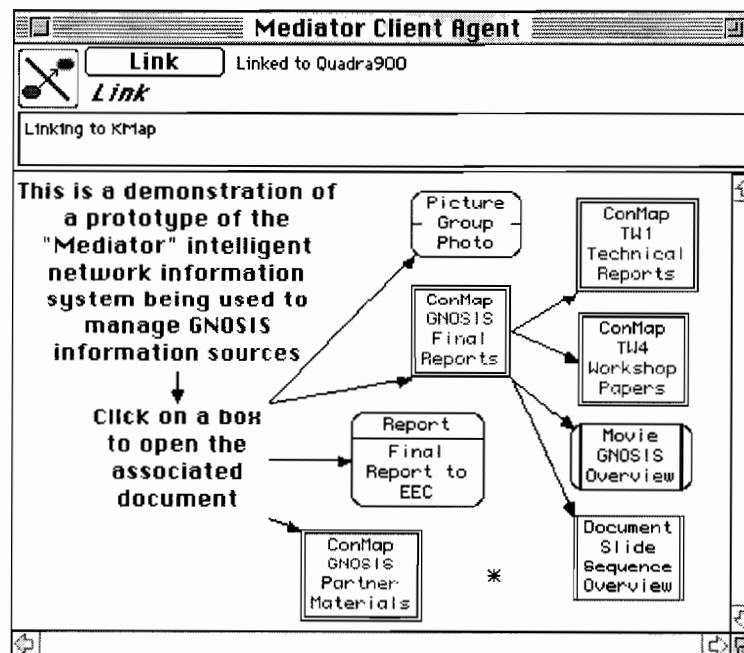 Mediator Client Agent
Link
Linked to Quadra900
Link
Linking to KMap
This is a demonstration of
a prototype of the
"Mediator" intelligent
network information
system being used to
manage GNOSIS
information sources
Click on a box
to open the
associated
document
Picture
Group
Photo
ConMap
GNOSIS
Final
Reports
Report
Final
Report to
EEC
ConMap
GNOSIS
Partner
Materials
ConMap
TW1
Technical
Reports
ConMap
TW4
Workshop
Papers
Movie
GNOSIS
Overview
Document
Slide
Sequence
Overview
*